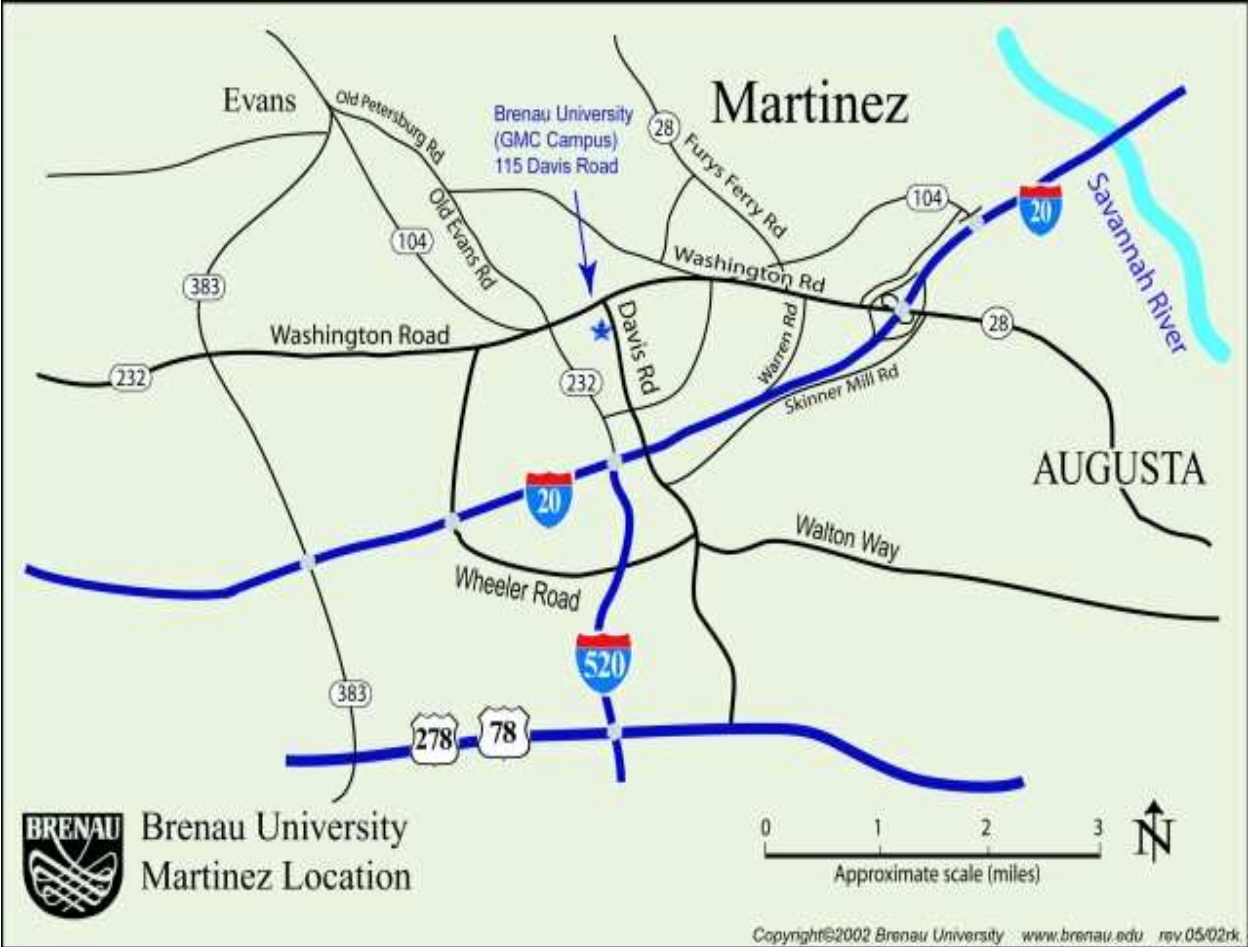 Evans
Old Petersburg Rd
Brenau University
(GMC Campus)
115 Davis Road
28
Martinez
Furys Ferry Rd
104
20
Savannah River
Old Evans Rd
104
383
Washington Rd
Washington Road
Davis Rd
Warren Rd
28
232
232
Skinner Mill Rd
AUGUSTA
20
Walton Way
Wheeler Road
520
383
278
78
BRENAU
Brenau University
Martinez Location
0 1 2 3
Approximate scale (miles)
N
Copyright©2002 Brenau University www.brenau.edu rev.05/02rk